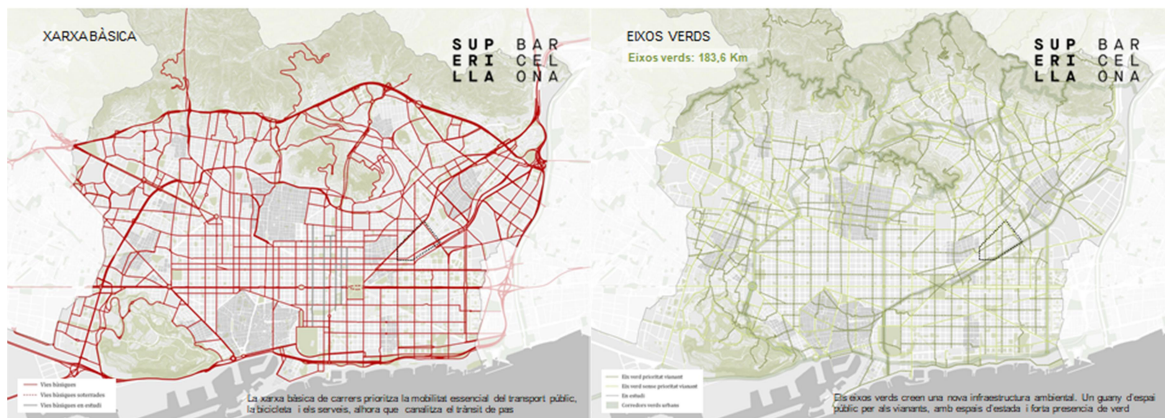 XARXA BÀSICA
SUP BAR
ERI CEL
LLA ONA
Vies bàsiques
Vies bàsiques soterrades
Vies bàsiques en estudi
La xarxa bàsica de carrers prioritza la mobilitat essencial del transport públic,
la bicicleta i els serveis, alhora que canalitza el trànsit de pas
EIXOS VERDS
Eixos verds: 183,6 Km
SUP BAR
ERI CEL
LLA ONA
Eix verd prioritat vianant
Eix verd sense prioritat vianant
En estudi
Corredors verds urbans
Els eixos verds creen una nova infraestructura ambiental. Un guany d'espai
públic per als vianants, amb espais d'estada i forta presencia de verd